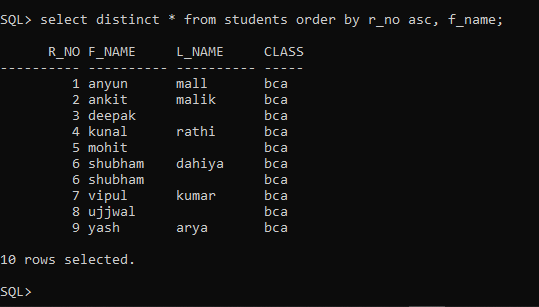 SQL> select distinct * from students order by r_no asc, f_name;
      R_NO F_NAME     L_NAME     CLASS
---------- ---------- ---------- -----
         1 anyun      mall       bca
         2 ankit      malik      bca
         3 deepak                bca
         4 kunal      rathi      bca
         5 mohit                 bca
         6 shubham    dahiya     bca
         6 shubham               bca
         7 vipul      kumar      bca
         8 ujjwal                bca
         9 yash       arya       bca
10 rows selected.
SQL>